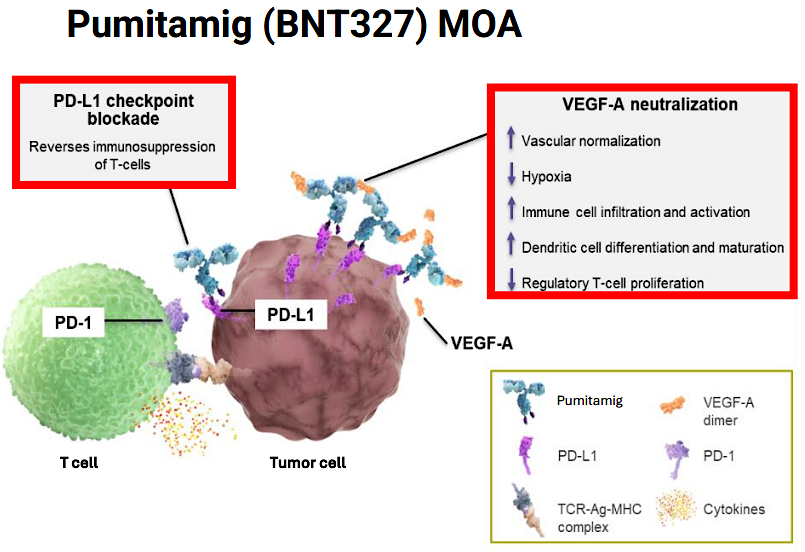 Pumitamig (BNT327) MOA
PD-L1 checkpoint
blockade
Reverses immunosuppression
of T-cells
VEGF-A neutralization
Vascular normalization
Hypoxia
Immune cell infiltration and activation
Dendritic cell differentiation and maturation
Regulatory T-cell proliferation
PD-1
PD-L1
VEGF-A
T cell
Tumor cell
Pumitamig
VEGF-A
dimer
PD-L1
PD-1
TCR-Ag-MHC
complex
Cytokines